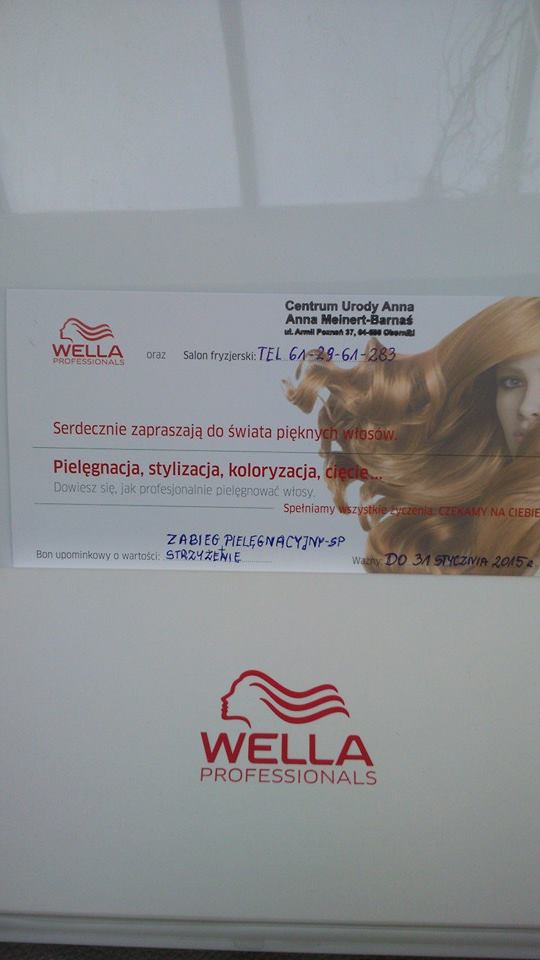 Centrum Urody Anna
Anna Meinert-Barnaś
ul. Armii Poznań 37, 64-600 Oborniki
WELLA
PROFESSIONALS
oraz Salon fryzjerski: TEL 61-29-61-283
Serdecznie zapraszają do świata pięknych włosów.
Pielęgnacja, stylizacja, koloryzacja, cięcie...
Dowiesz się, jak profesjonalnie pielęgnować włosy.
Spełniamy wszystkie życzenia. CZEKAMY NA CIEBIE
ZABIEG PIELĘGNACYJNY-SP
+
Bon upominkowy o wartości: STRZYŻENIE
Ważny: DO 31 STYCZNIA 2015 r.
WELLA
PROFESSIONALS